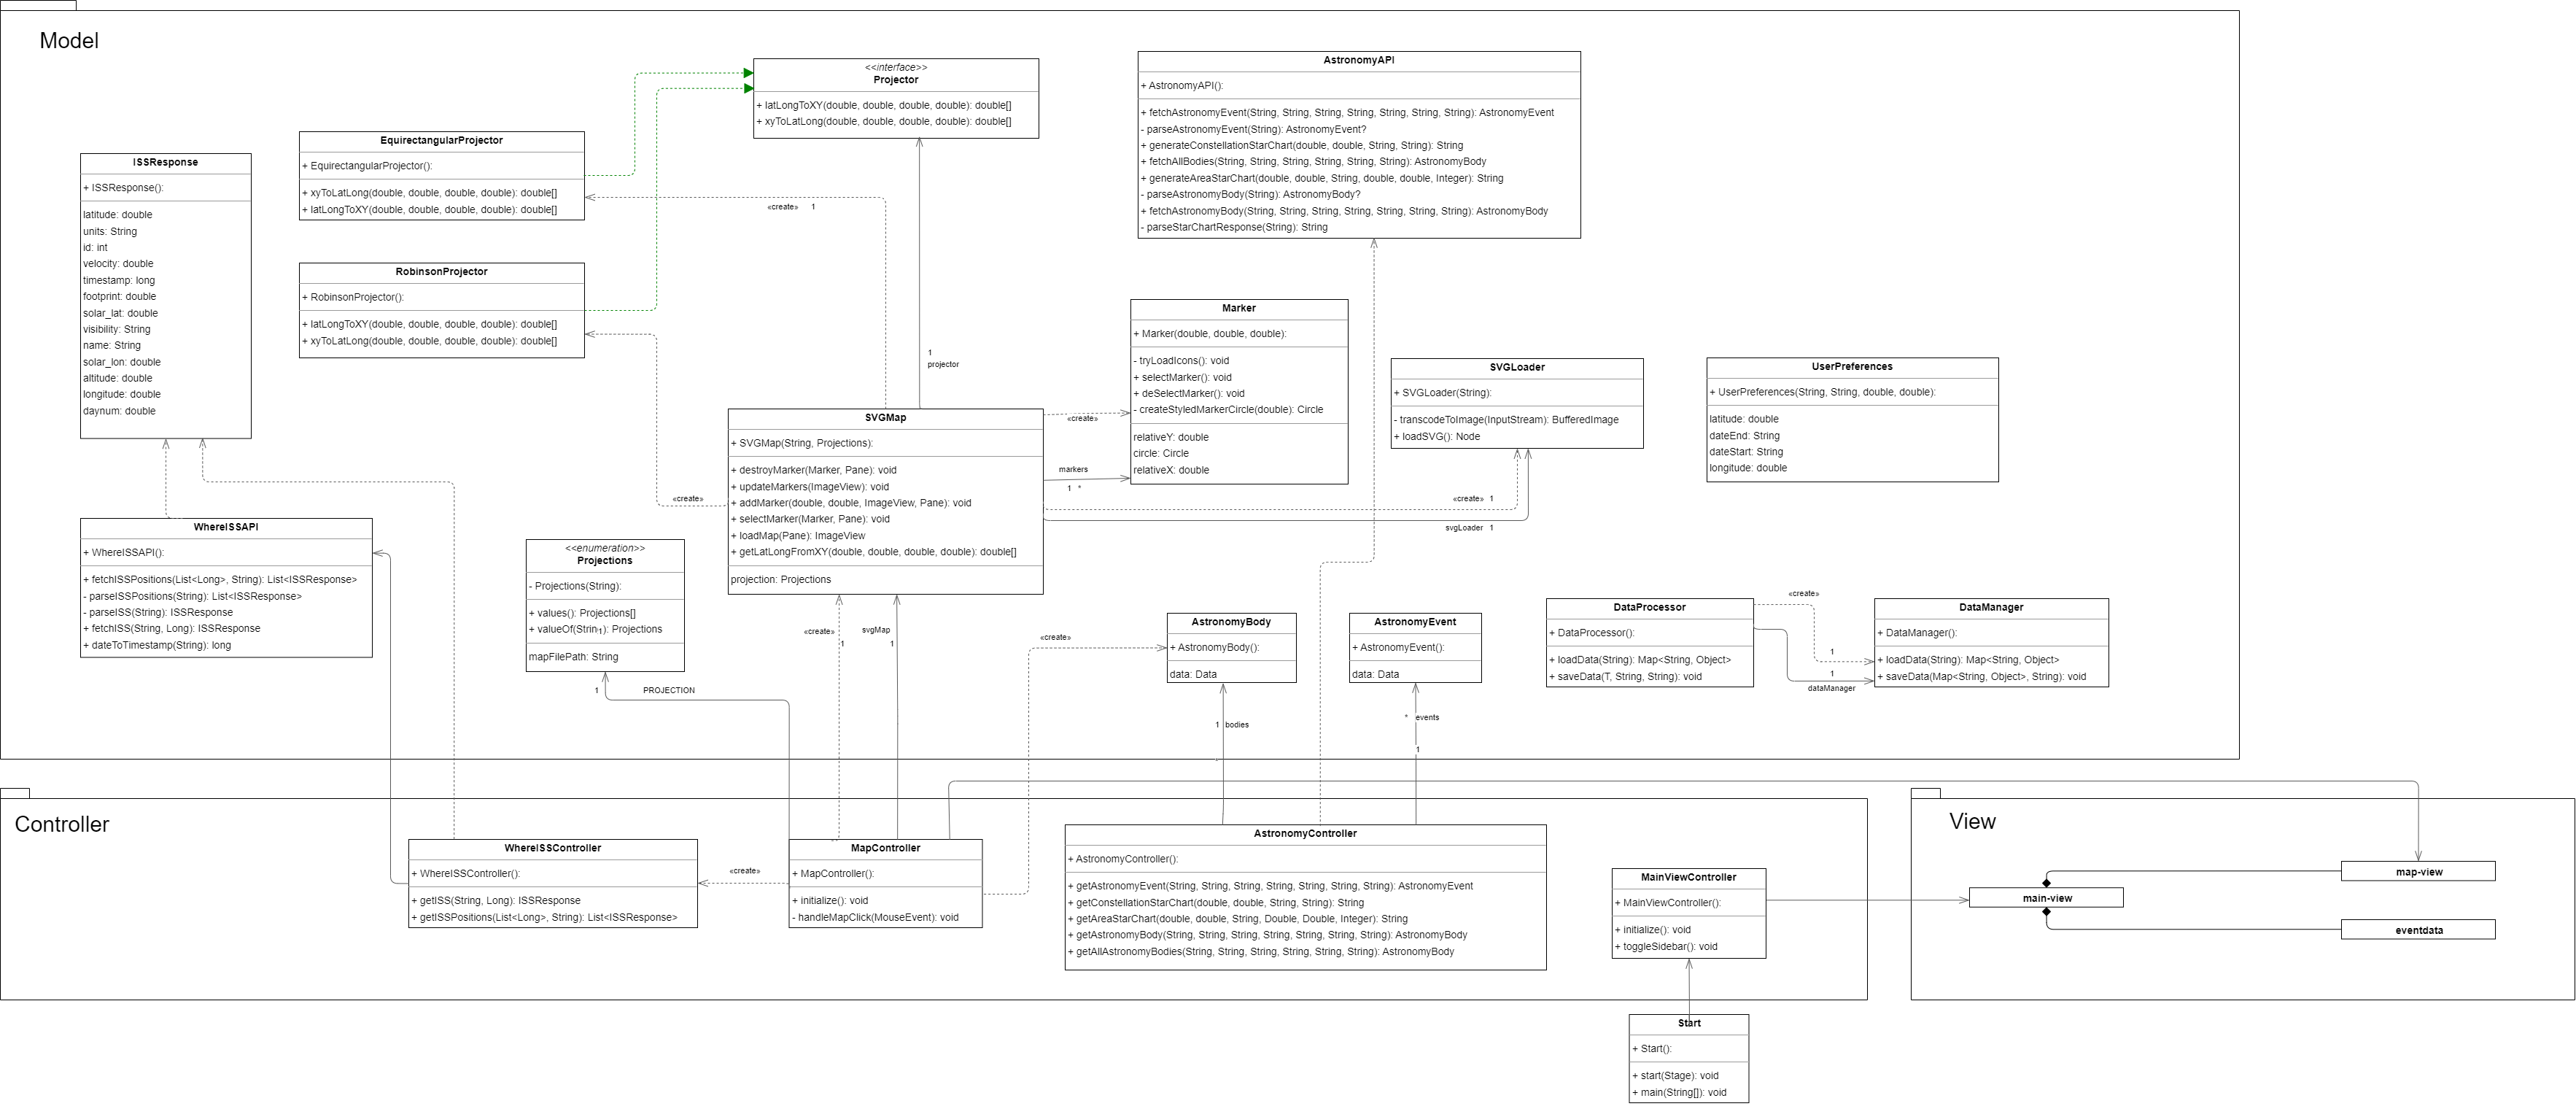 Model
<<interface>>
Projector
+ latLongToXY(double, double, double, double): double[]
+ xyToLatLong(double, double, double, double): double[]
AstronomyAPI
+ AstronomyAPI():
+ fetchAstronomyEvent(String, String, String, String, String, String, String): AstronomyEvent
- parseAstronomyEvent(String): AstronomyEvent?
+ generateConstellationStarChart(double, double, String, String): String
+ fetchAllBodies(String, String, String, String, String, String): AstronomyBody
+ generateAreaStarChart(double, double, String, double, double, Integer): String
- parseAstronomyBody(String): AstronomyBody?
+ fetchAstronomyBody(String, String, String, String, String, String, String): AstronomyBody
- parseStarChartResponse(String): String
EquirectangularProjector
+ EquirectangularProjector():
+ xyToLatLong(double, double, double, double): double[]
+ latLongToXY(double, double, double, double): double[]
«create» 1
ISSResponse
+ ISSResponse():
latitude: double
units: String
id: int
velocity: double
timestamp: long
footprint: double
solar_lat: double
visibility: String
name: String
solar_lon: double
altitude: double
longitude: double
daynum: double
RobinsonProjector
+ RobinsonProjector():
+ latLongToXY(double, double, double, double): double[]
+ xyToLatLong(double, double, double, double): double[]
1
projector
Marker
+ Marker(double, double, double):
- tryLoadIcons(): void
+ selectMarker(): void
+ deSelectMarker(): void
- createStyledMarkerCircle(double): Circle
relativeY: double
circle: Circle
relativeX: double
SVGLoader
+ SVGLoader(String):
- transcodeToImage(InputStream): BufferedImage
+ loadSVG(): Node
UserPreferences
+ UserPreferences(String, String, double, double):
latitude: double
dateEnd: String
dateStart: String
longitude: double
SVGMap
+ SVGMap(String, Projections):
+ destroyMarker(Marker, Pane): void
+ updateMarkers(ImageView): void
+ addMarker(double, double, ImageView, Pane): void
+ selectMarker(Marker, Pane): void
+ loadMap(Pane): ImageView
+ getLatLongFromXY(double, double, double, double): double[]
projection: Projections
«create»
markers
1 *
«create»
«create» 1
svgLoader 1
WhereISSAPI
+ WhereISSAPI():
+ fetchISSPositions(List<Long>, String): List<ISSResponse>
- parseISSPositions(String): List<ISSResponse>
- parseISS(String): ISSResponse
+ fetchISS(String, Long): ISSResponse
+ dateToTimestamp(String): long
<<enumeration>>
Projections
- Projections(String):
+ values(): Projections[]
+ valueOf(String): Projections
1
mapFilePath: String
1
PROJECTION
«create»
1
svgMap
1
«create»
AstronomyBody
+ AstronomyBody():
data: Data
AstronomyEvent
+ AstronomyEvent():
data: Data
1 bodies
* events
1
DataProcessor
+ DataProcessor():
+ loadData(String): Map<String, Object>
+ saveData(T, String, String): void
«create»
1
1
dataManager
DataManager
+ DataManager():
+ loadData(String): Map<String, Object>
+ saveData(Map<String, Object>, String): void
Controller
WhereISSController
+ WhereISSController():
+ getISS(String, Long): ISSResponse
+ getISSPositions(List<Long>, String): List<ISSResponse>
«create»
MapController
+ MapController():
+ initialize(): void
- handleMapClick(MouseEvent): void
AstronomyController
+ AstronomyController():
+ getAstronomyEvent(String, String, String, String, String, String, String): AstronomyEvent
+ getConstellationStarChart(double, double, String, String): String
+ getAreaStarChart(double, double, String, Double, Double, Integer): String
+ getAstronomyBody(String, String, String, String, String, String, String): AstronomyBody
+ getAllAstronomyBodies(String, String, String, String, String, String): AstronomyBody
MainViewController
+ MainViewController():
+ initialize(): void
+ toggleSidebar(): void
View
main-view
map-view
eventdata
Start
+ Start():
+ start(Stage): void
+ main(String[]): void